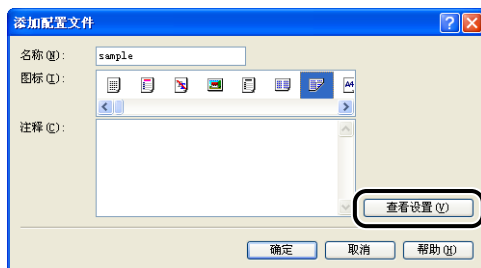 添加配置文件
名称(N): sample
图标(I):
A4
注释(C):
查看设置(V)
确定 取消 帮助(H)